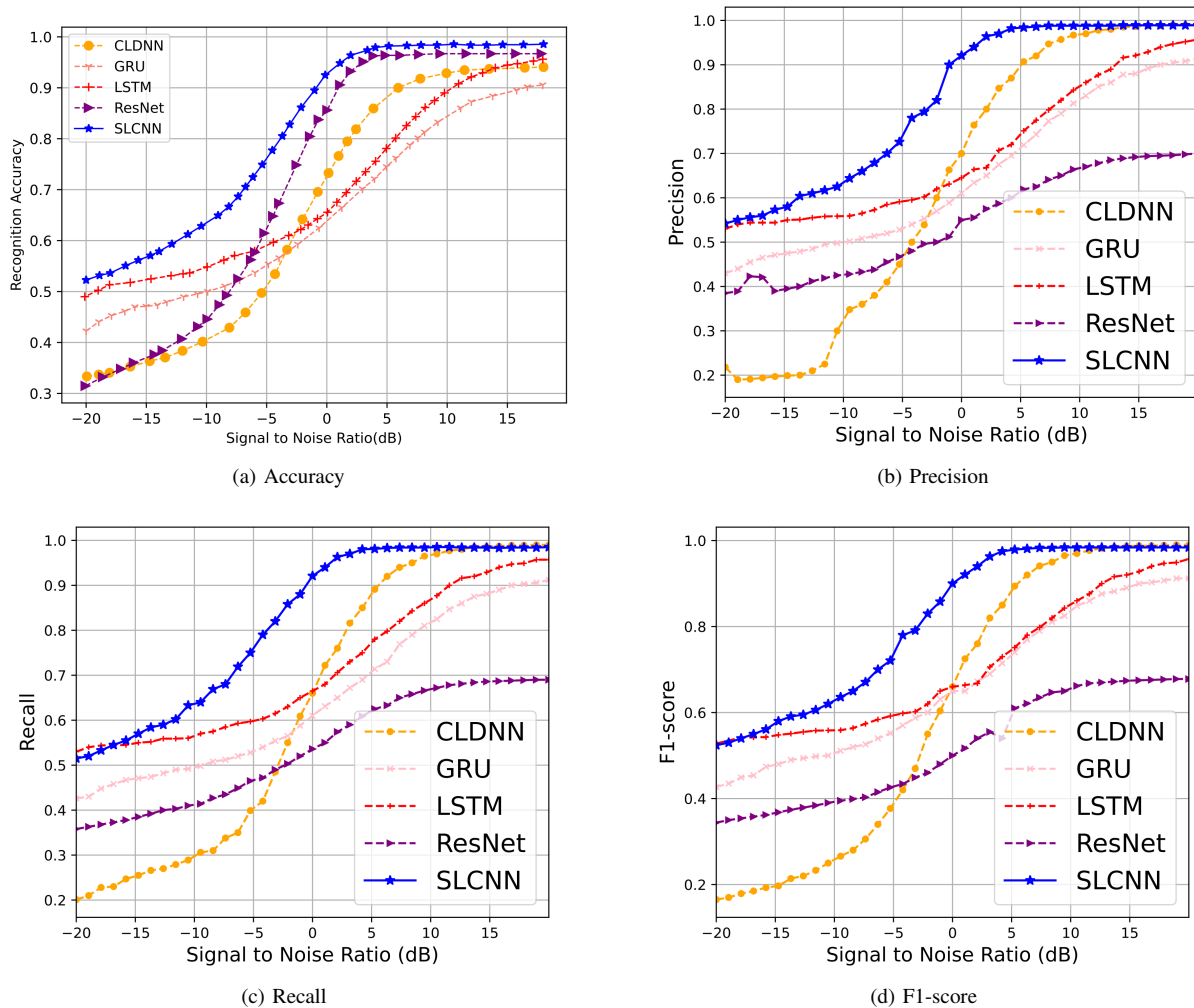 1.0
0.9
0.8
0.7
0.6
0.5
0.4
0.3
Recognition Accuracy
CLDNN
GRU
LSTM
ResNet
SLCNN
−20 −15 −10 −5 0 5 10 15
Signal to Noise Ratio(dB)
(a) Accuracy
1.0
0.9
0.8
0.7
0.6
0.5
0.4
0.3
0.2
Precision
CLDNN
GRU
LSTM
ResNet
SLCNN
−20 −15 −10 −5 0 5 10 15
Signal to Noise Ratio (dB)
(b) Precision
1.0
0.9
0.8
0.7
0.6
0.5
0.4
0.3
0.2
Recall
CLDNN
GRU
LSTM
ResNet
SLCNN
−20 −15 −10 −5 0 5 10 15
Signal to Noise Ratio (dB)
(c) Recall
1.0
0.8
0.6
0.4
0.2
F1-score
CLDNN
GRU
LSTM
ResNet
SLCNN
−20 −15 −10 −5 0 5 10 15
Signal to Noise Ratio (dB)
(d) F1-score